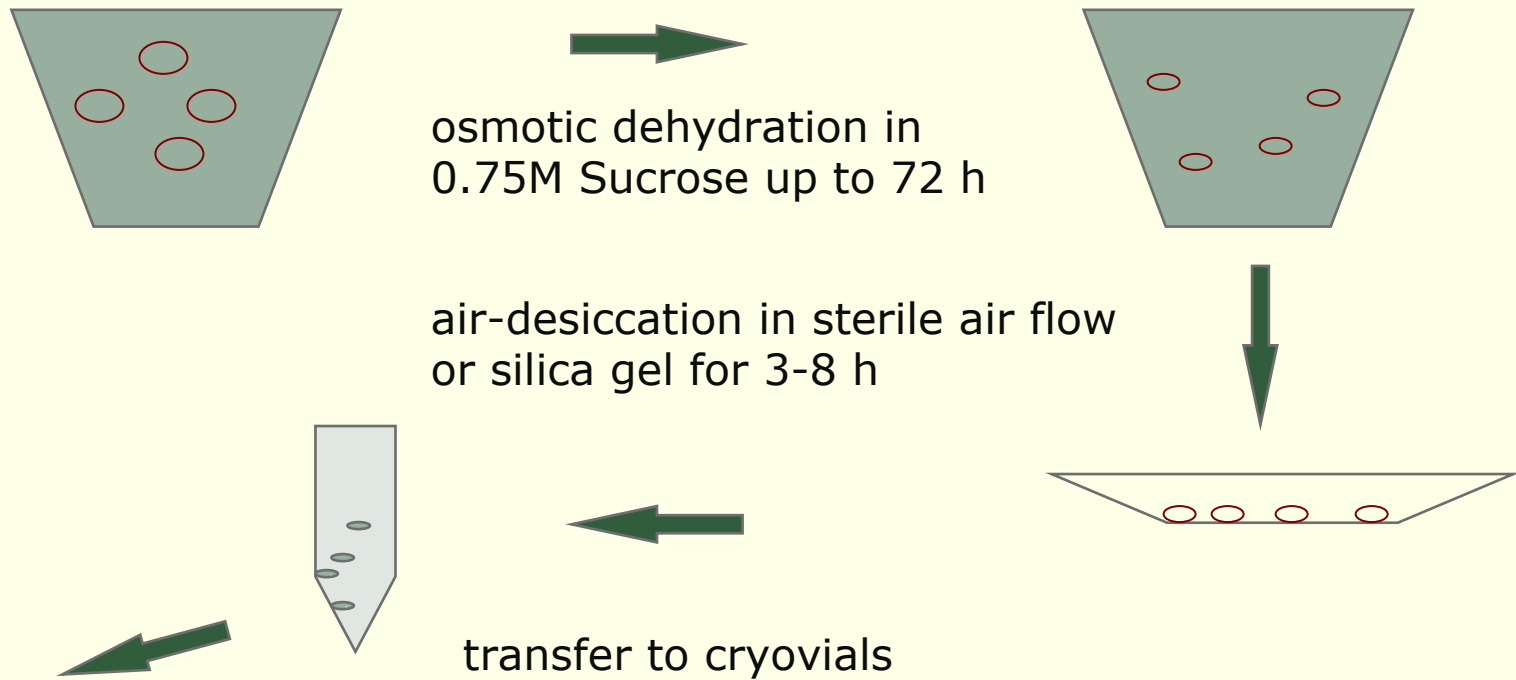 osmotic dehydration in
0.75M Sucrose up to 72 h
air-desiccation in sterile air flow
or silica gel for 3-8 h
transfer to cryovials